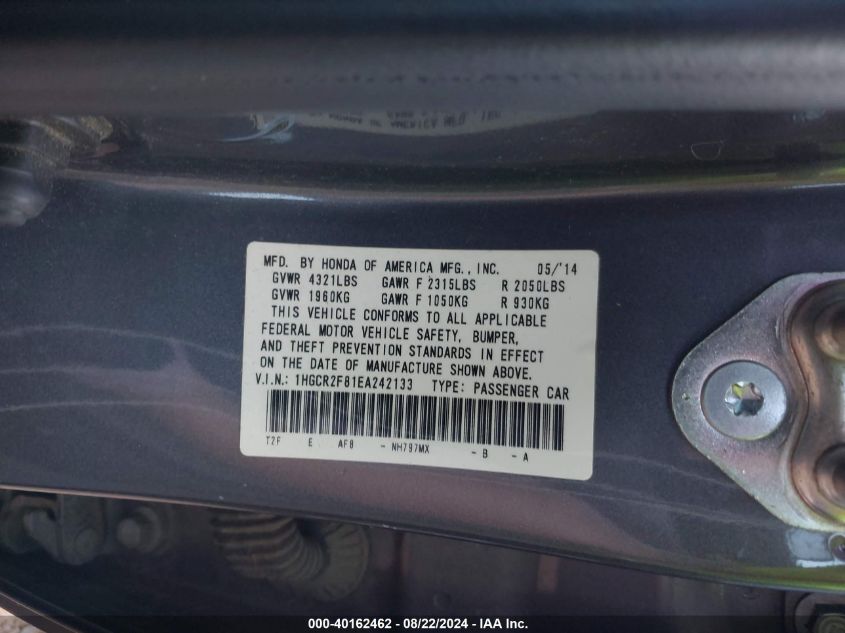 MFD. BY HONDA OF AMERICA MFG., INC. 05/'14
GVWR 4321LBS GAWR F 2315LBS R 2050LBS
GVWR 1960KG GAWR F 1050KG R 930KG
THIS VEHICLE CONFORMS TO ALL APPLICABLE
FEDERAL MOTOR VEHICLE SAFETY, BUMPER,
AND THEFT PREVENTION STANDARDS IN EFFECT
ON THE DATE OF MANUFACTURE SHOWN ABOVE.
V.I.N.: 1HGCR2F81EA242133 TYPE: PASSENGER CAR
T2F E AF8 - NH797MX - B - A
000-40162462 - 08/22/2024 - IAA Inc.